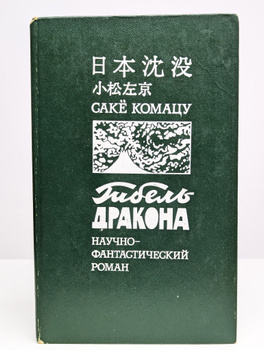 日本沈没
小松左京
САКЁ КОМАЦУ
Гибель
ДРАКОНА
НАУЧНО-
ФАНТАСТИЧЕСКИЙ
РОМАН